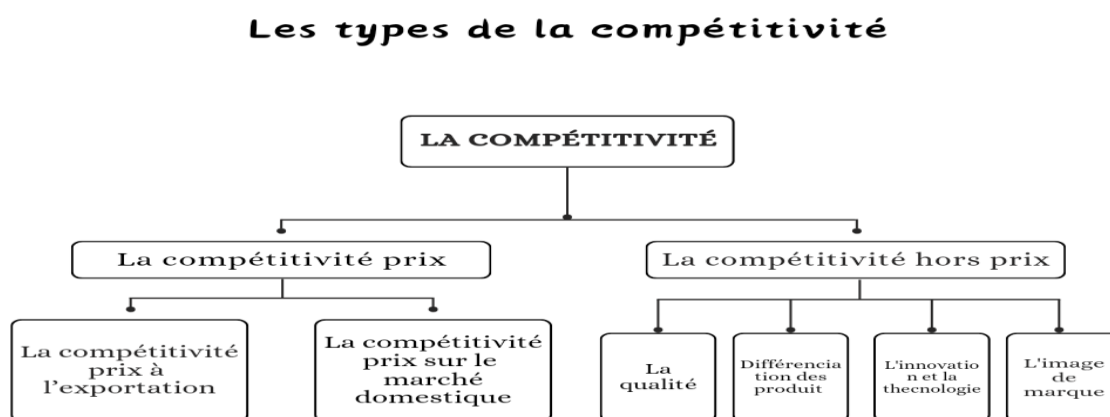 Les types de la compétitivité
LA COMPÉTITIVITÉ
La compétitivité prix
La compétitivité hors prix
La compétitivité
prix à
l'exportation
La compétitivité
prix sur le
marché
domestique
La
qualité
Différencia
tion des
produit
L'innovatio
n et la
thecnologie
L'image
de
marque